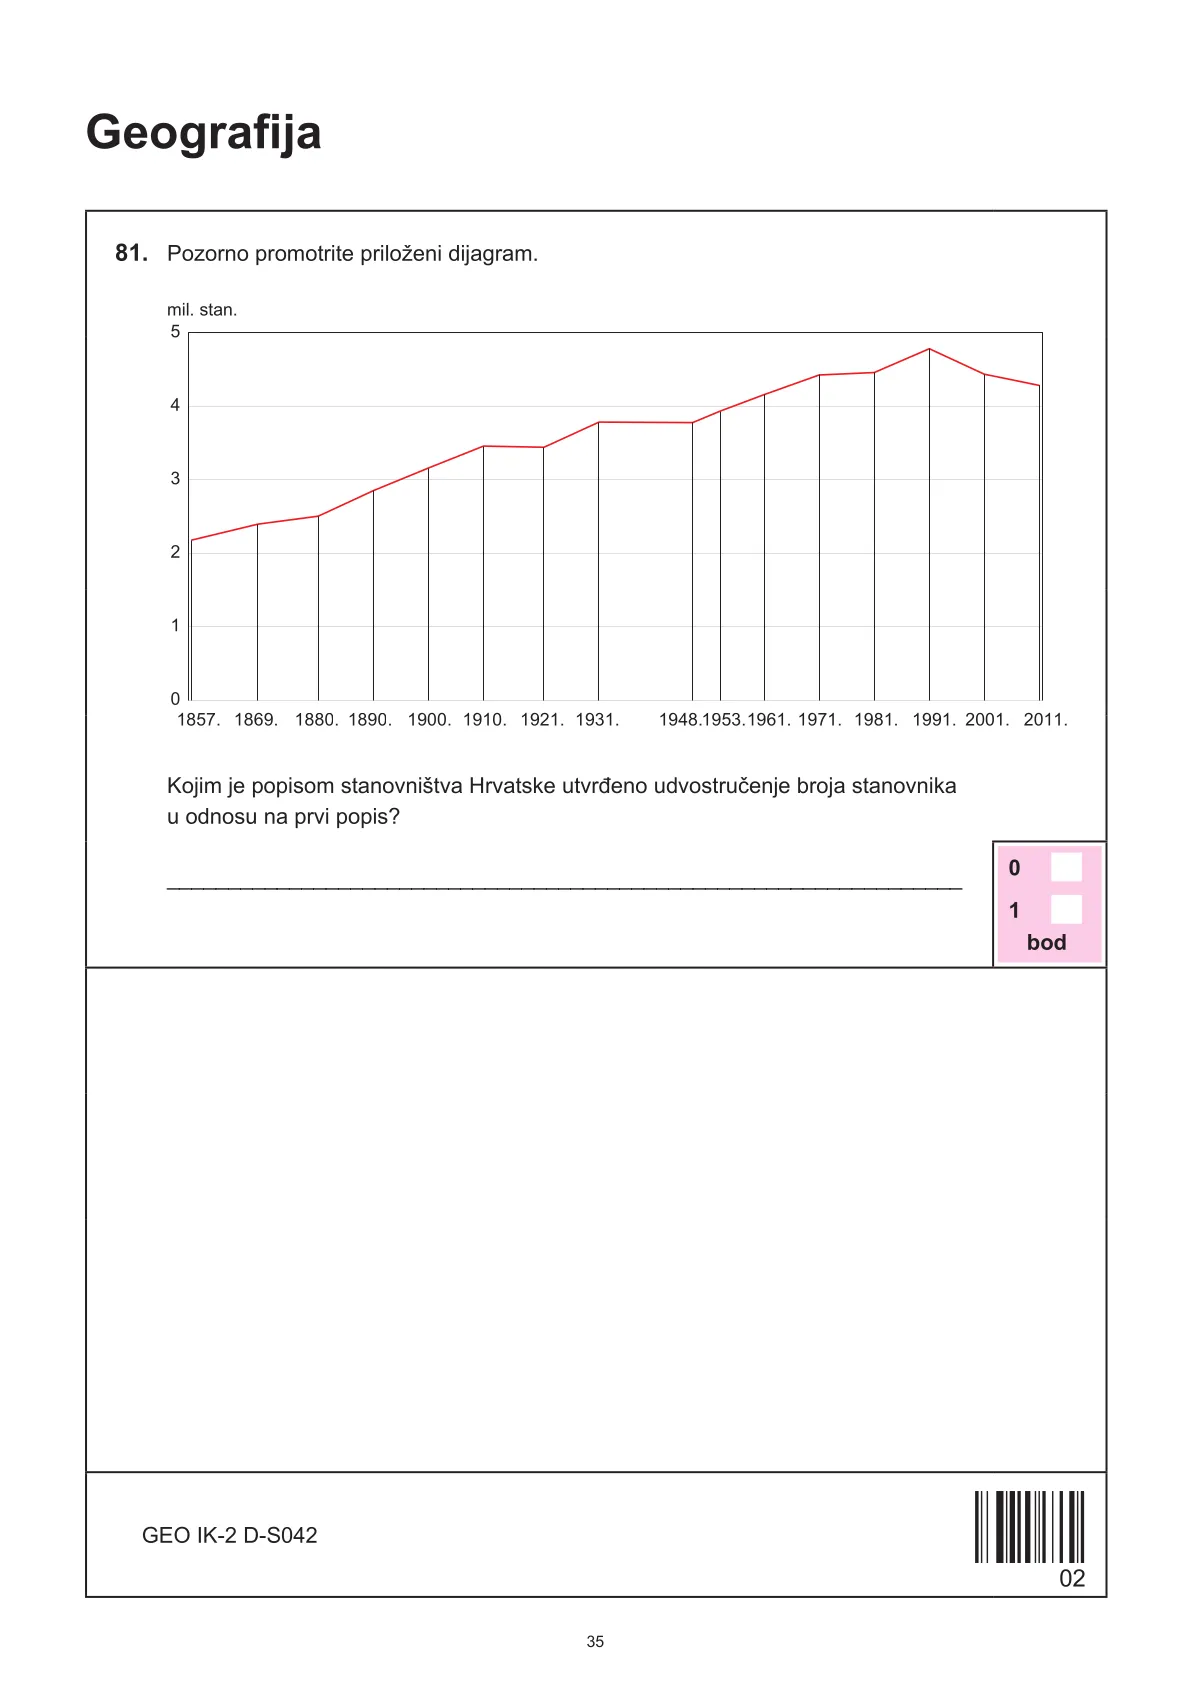 Geografija
81. Pozorno promotrite priloženi dijagram.
mil. stan.
5
4
3
2
1
0
1857. 1869. 1880. 1890. 1900. 1910. 1921. 1931. 1948. 1953. 1961. 1971. 1981. 1991. 2001. 2011.
Kojim je popisom stanovništva Hrvatske utvrđeno udvostručenje broja stanovnika
u odnosu na prvi popis?
0
1
bod
GEO IK-2 D-S042
02
35